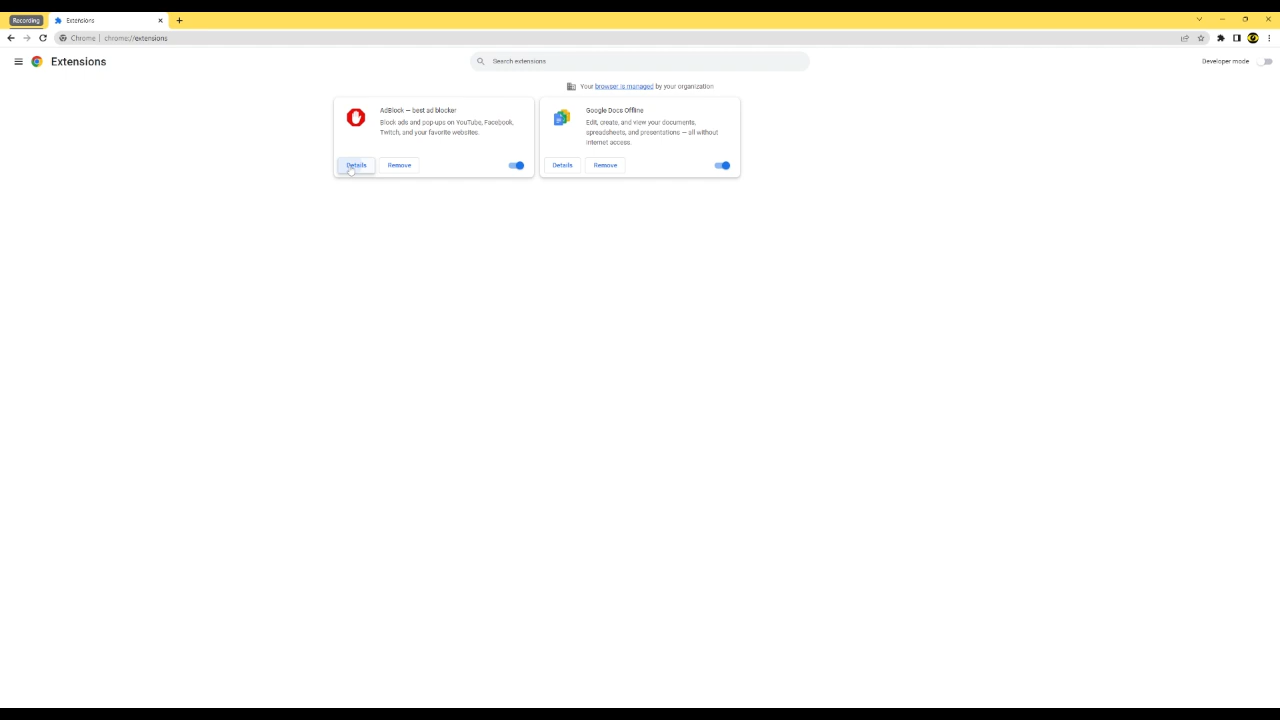 Recording
Extensions
Chrome | chrome://extensions
Extensions
Search extensions
Developer mode
Your browser is managed by your organization
AdBlock — best ad blocker
Block ads and pop-ups on YouTube, Facebook,
Twitch, and your favorite websites.
Details
Remove
Google Docs Offline
Edit, create, and view your documents,
spreadsheets, and presentations — all without
internet access.
Details
Remove